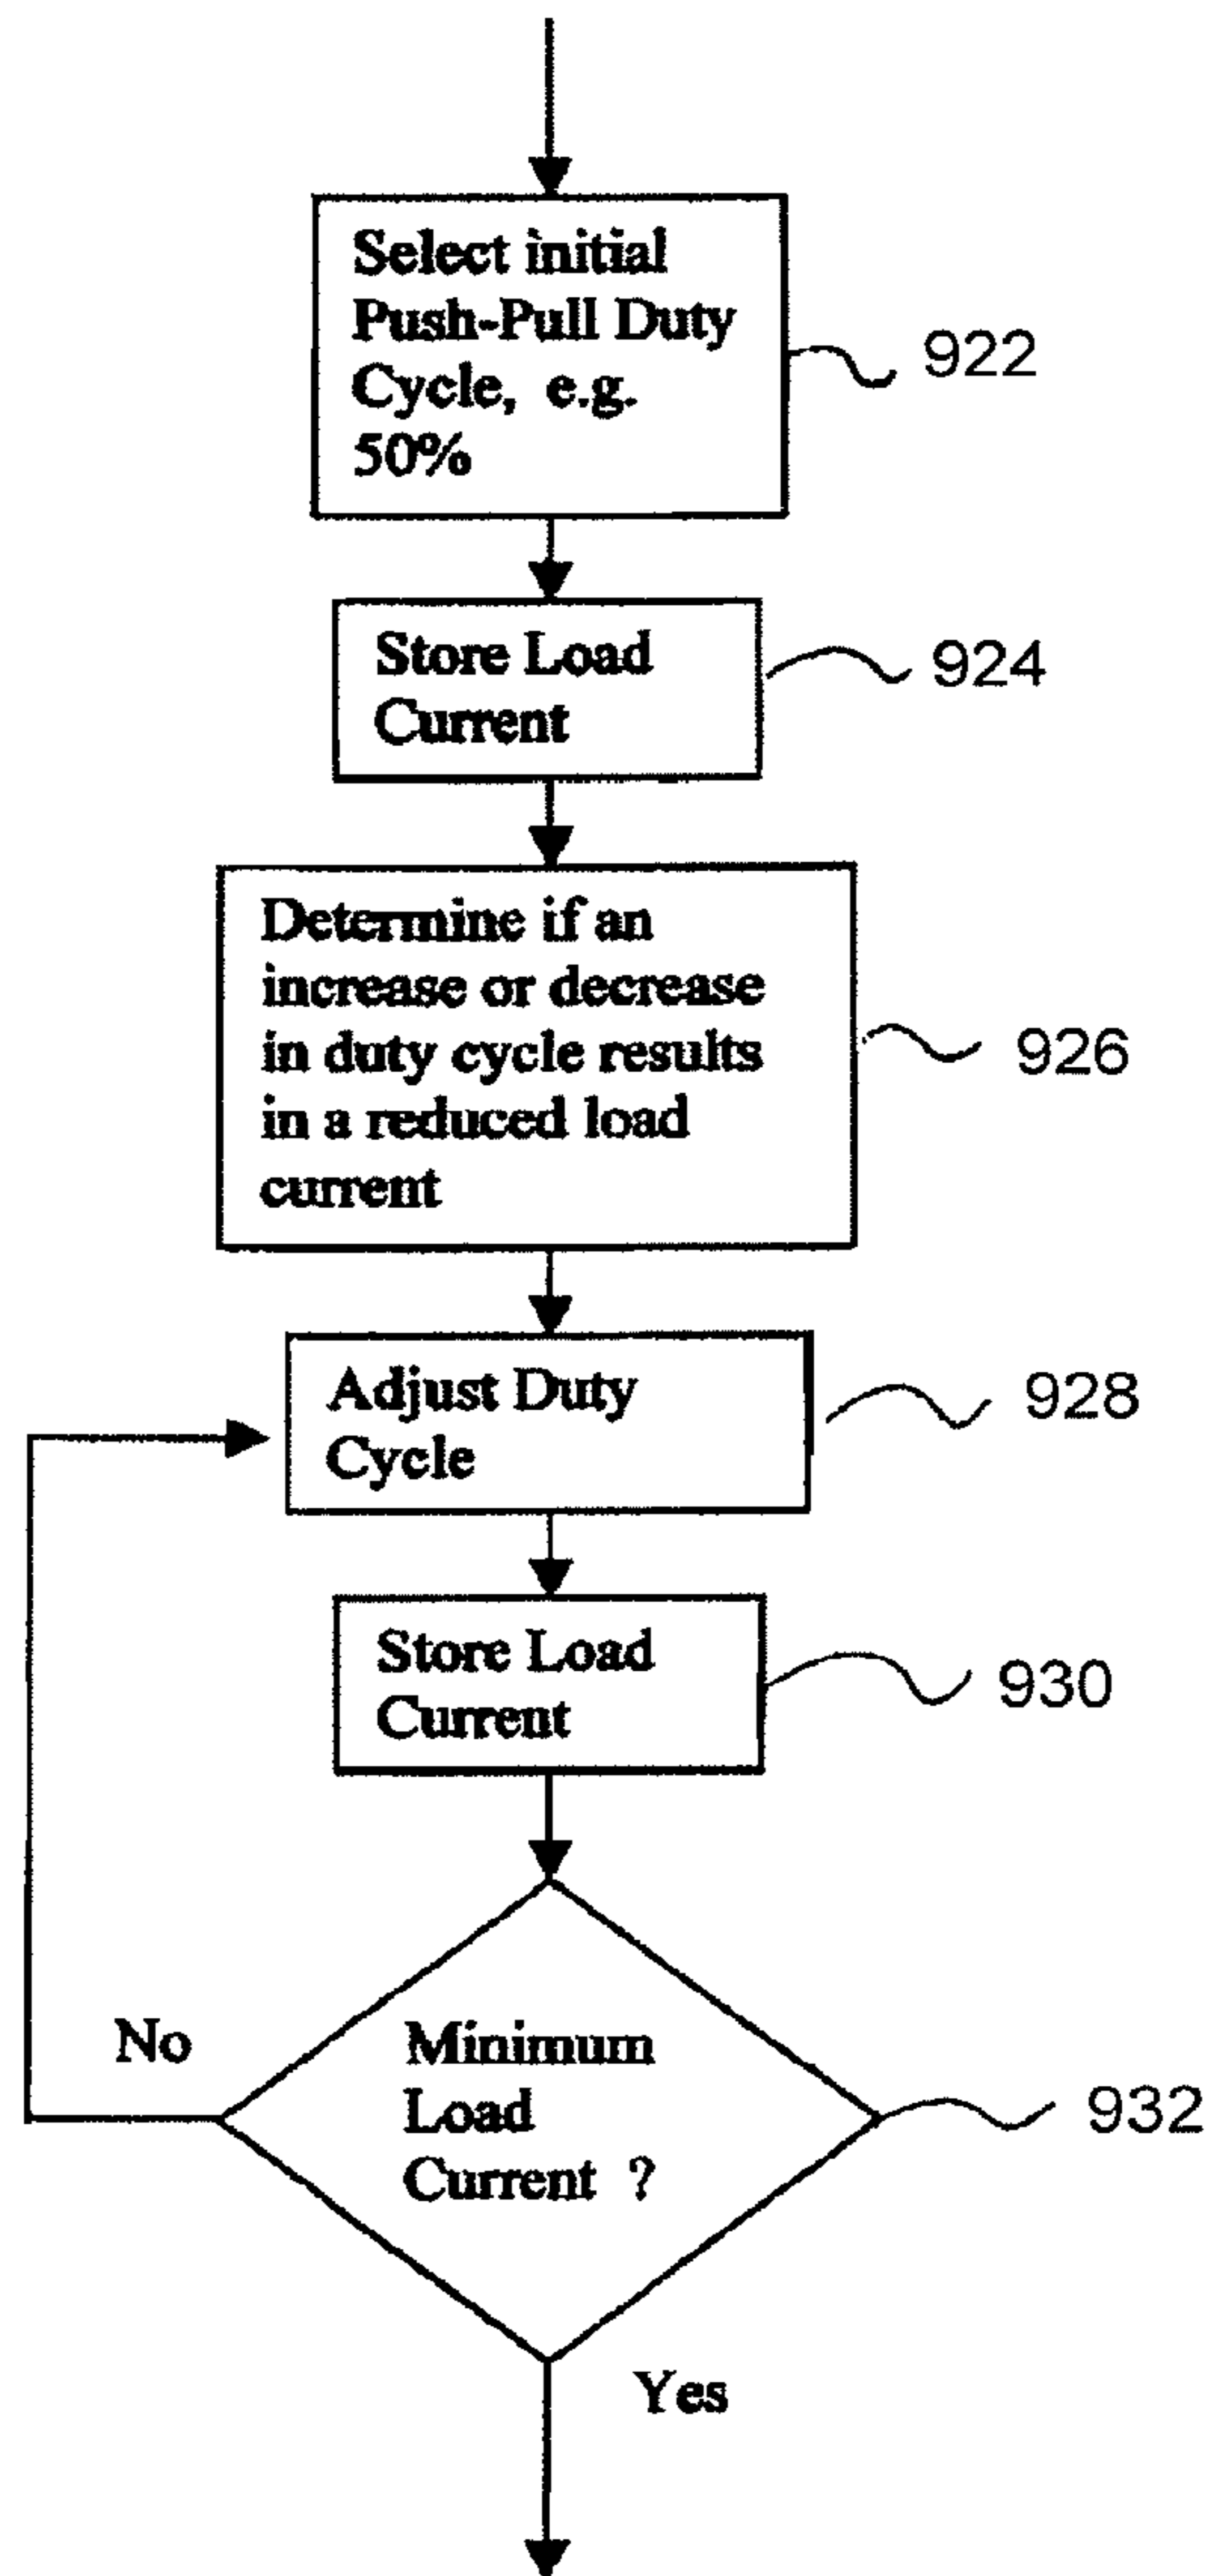 Select initial
Push-Pull Duty
Cycle, e.g.
50%
922
Store Load
Current
924
Determine if an
increase or decrease
in duty cycle results
in a reduced load
current
926
Adjust Duty
Cycle
928
Store Load
Current
930
No
Minimum
Load
Current ?
932
Yes